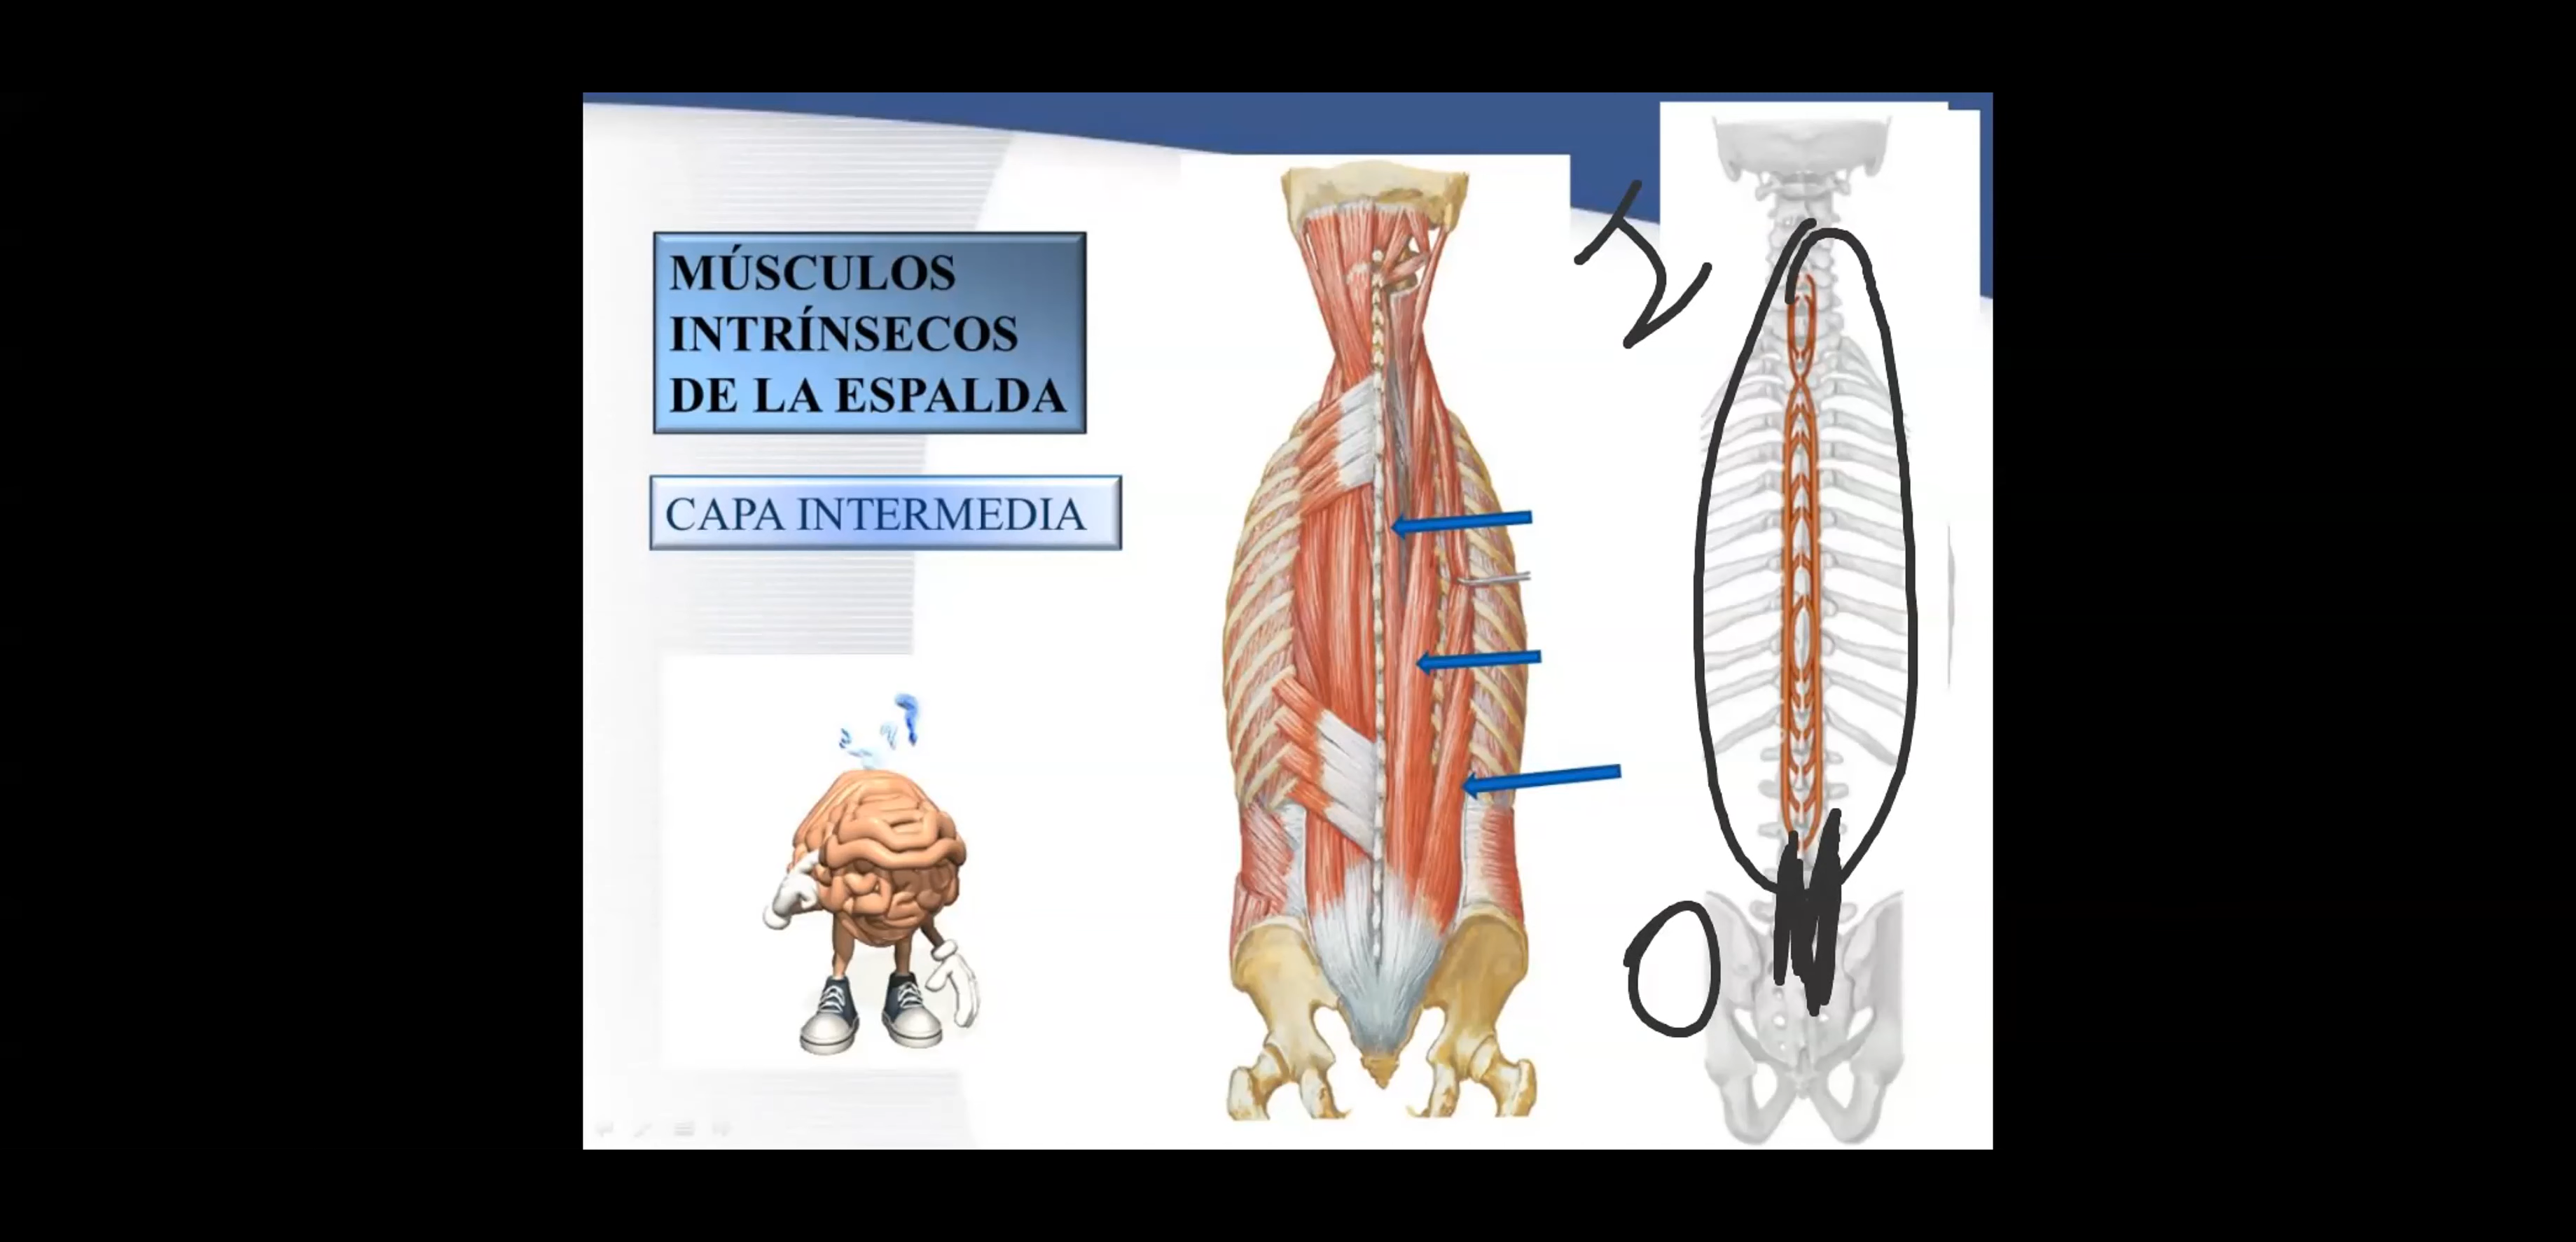 MÚSCULOS
INTRÍNSECOS
DE LA ESPALDA
CAPA INTERMEDIA
I
O